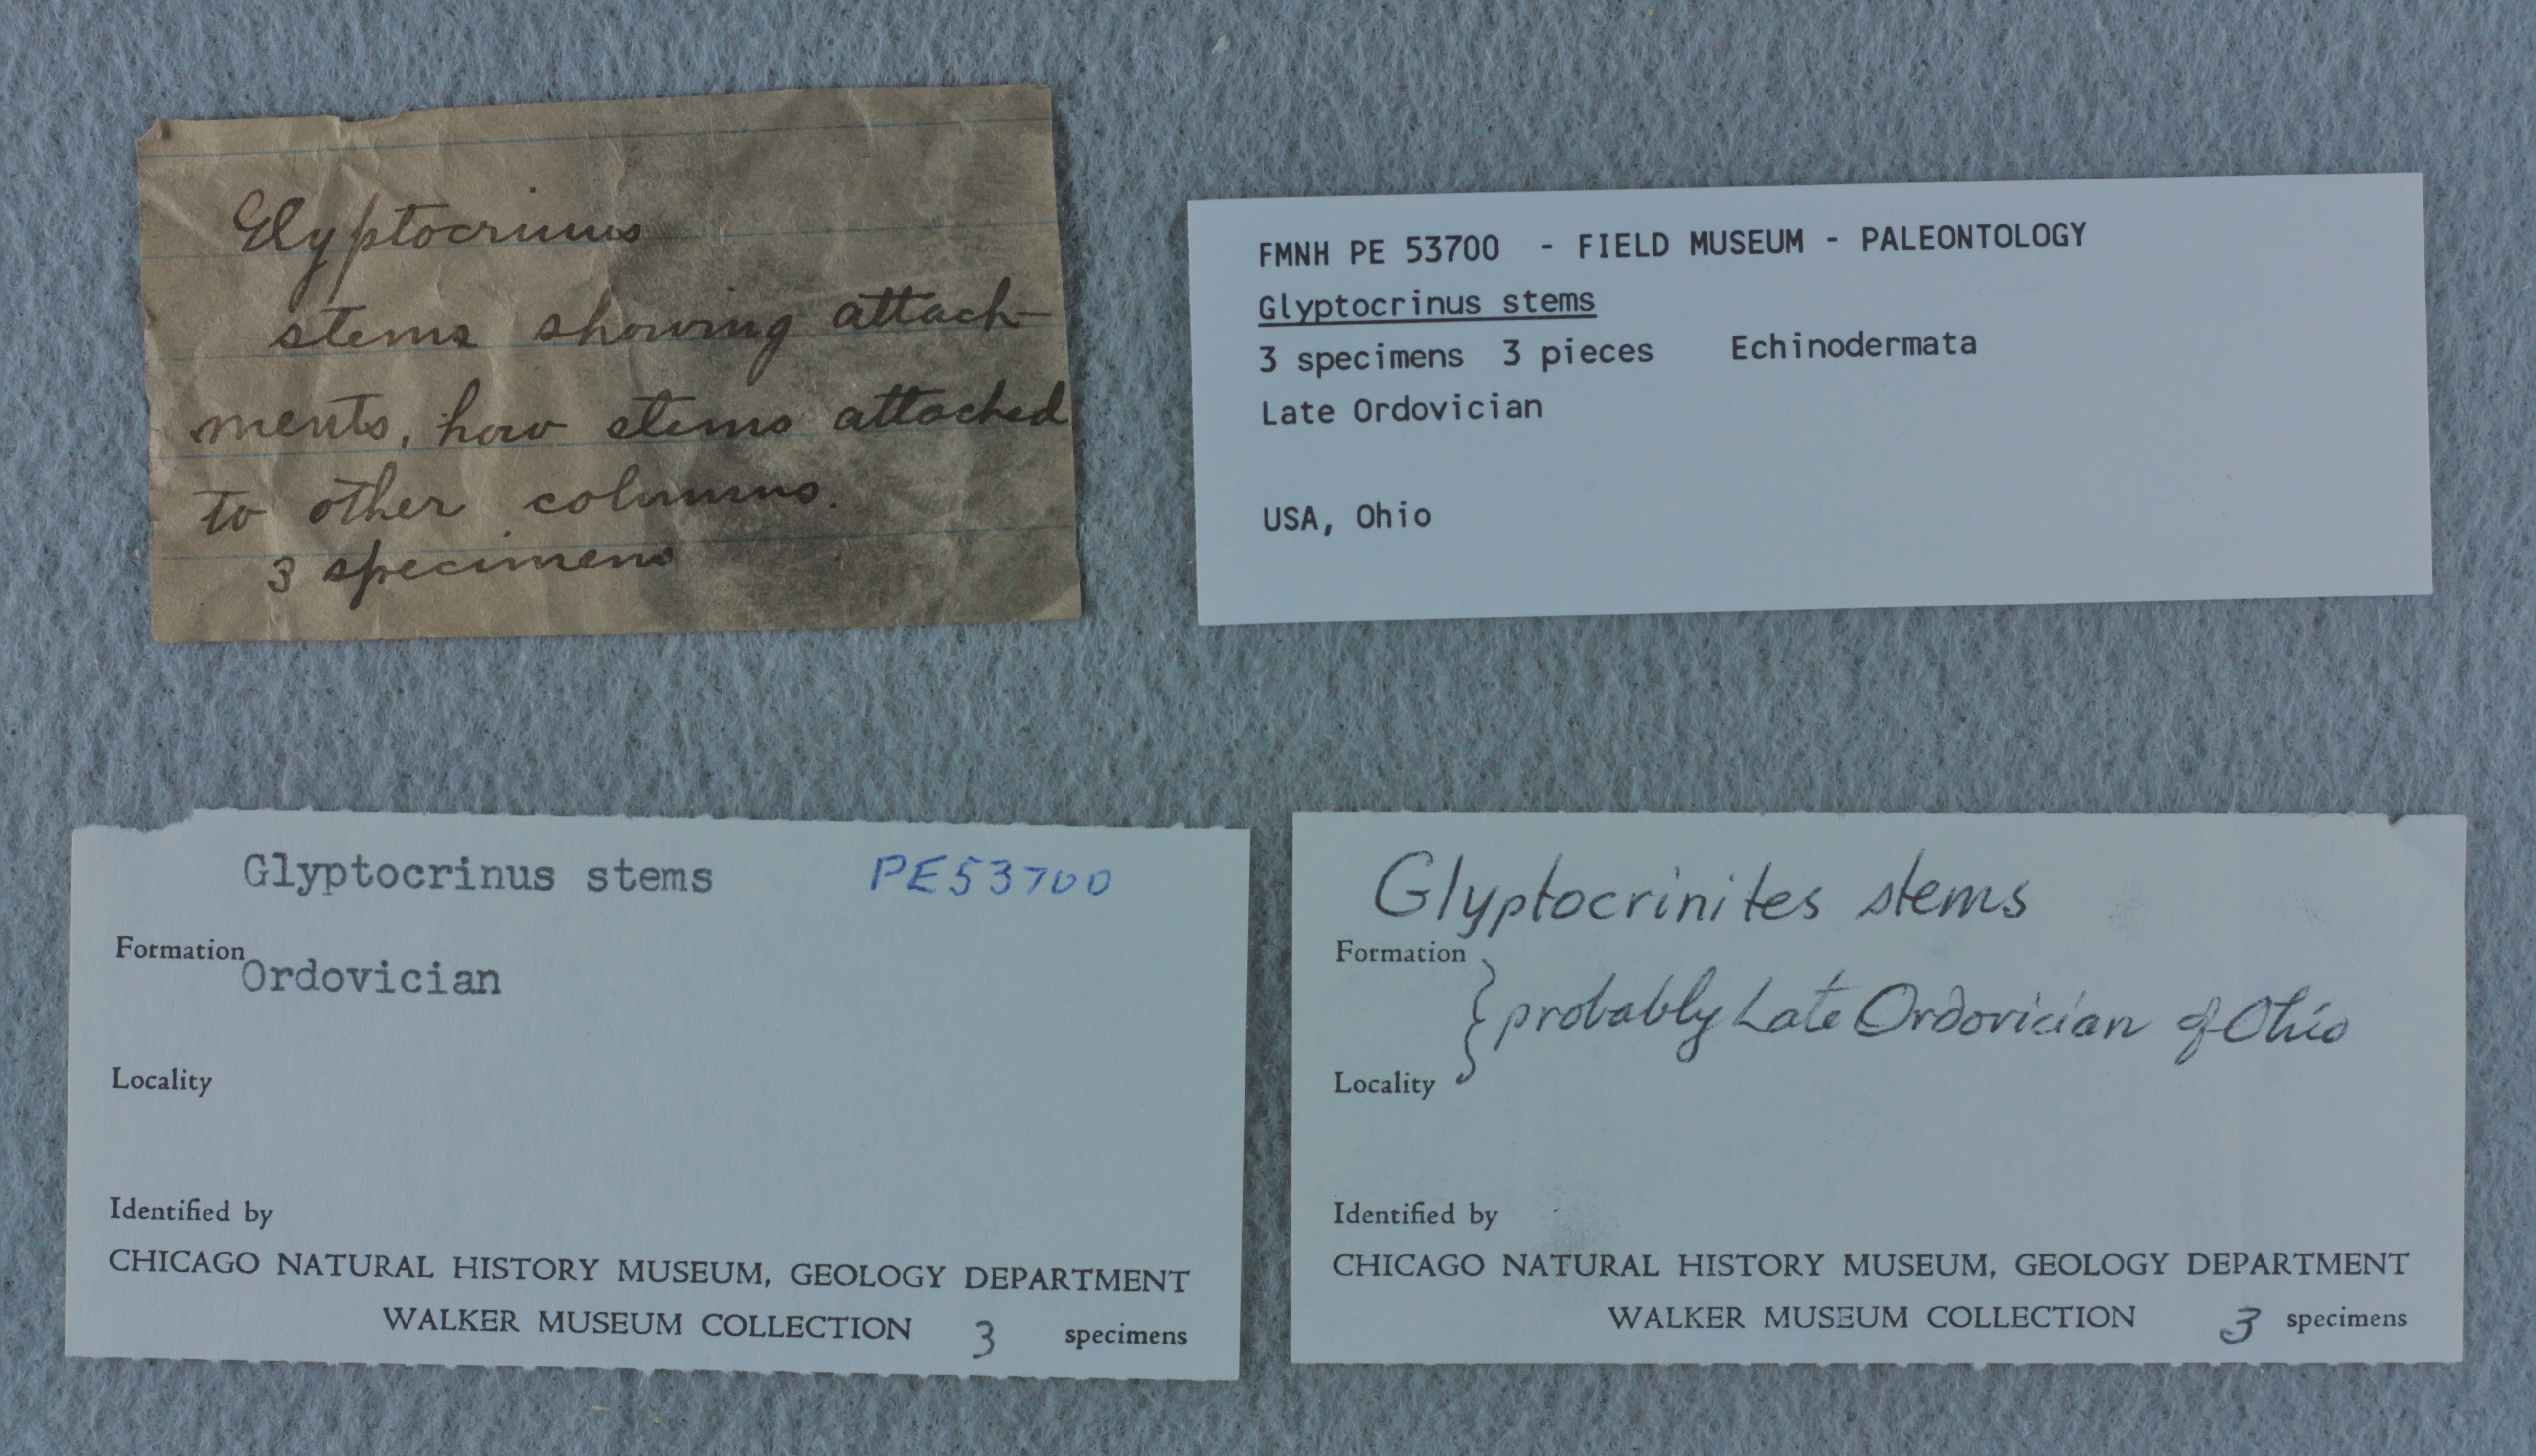 Glyptocrinus
stems showing attach-
ments, how stems attached
to other columns.
3 specimens
FMNH PE 53700 - FIELD MUSEUM - PALEONTOLOGY
Glyptocrinus stems
3 specimens 3 pieces Echinodermata
Late Ordovician
USA, Ohio
Glyptocrinus stems PE53700
Formation Ordovician
Locality
Identified by
CHICAGO NATURAL HISTORY MUSEUM, GEOLOGY DEPARTMENT
WALKER MUSEUM COLLECTION 3 specimens
Glyptocrinites stems
Formation
} probably Late Ordovician of Ohio
Locality
Identified by
CHICAGO NATURAL HISTORY MUSEUM, GEOLOGY DEPARTMENT
WALKER MUSEUM COLLECTION 3 specimens